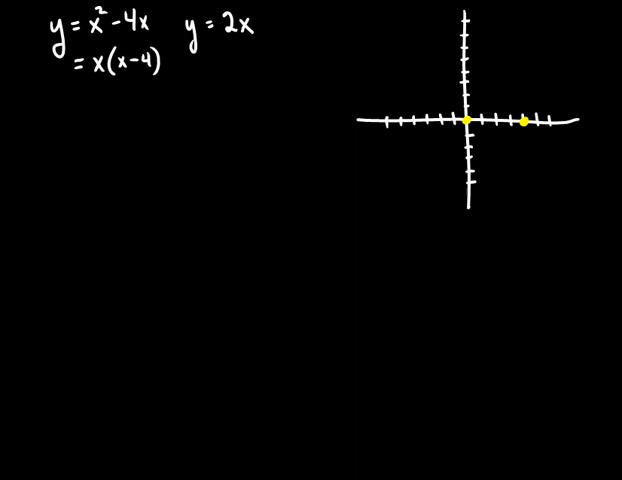 y = x² - 4x y = 2x
= x(x-4)